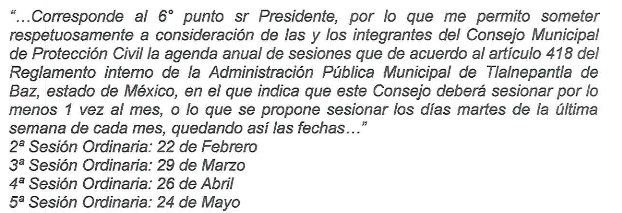 “…Corresponde al 6° punto sr Presidente, por lo que me permito someter
respetuosamente a consideración de las y los integrantes del Consejo Municipal
de Protección Civil la agenda anual de sesiones que de acuerdo al artículo 418 del
Reglamento interno de la Administración Pública Municipal de Tlalnepantla de
Baz, estado de México, en el que indica que este Consejo deberá sesionar por lo
menos 1 vez al mes, o lo que se propone sesionar los días martes de la última
semana de cada mes, quedando así las fechas…”
2ª Sesión Ordinaria: 22 de Febrero
3ª Sesión Ordinaria: 29 de Marzo
4ª Sesión Ordinaria: 26 de Abril
5ª Sesión Ordinaria: 24 de Mayo